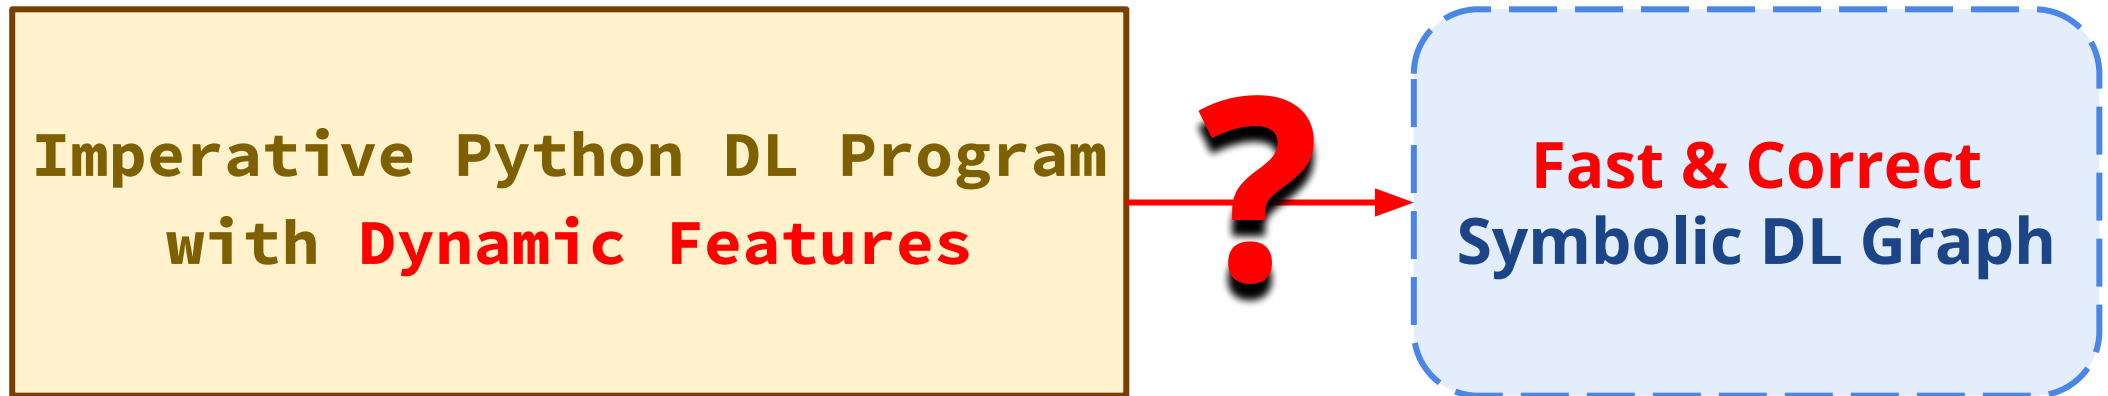 Imperative Python DL Program
with Dynamic Features
?
Fast & Correct
Symbolic DL Graph